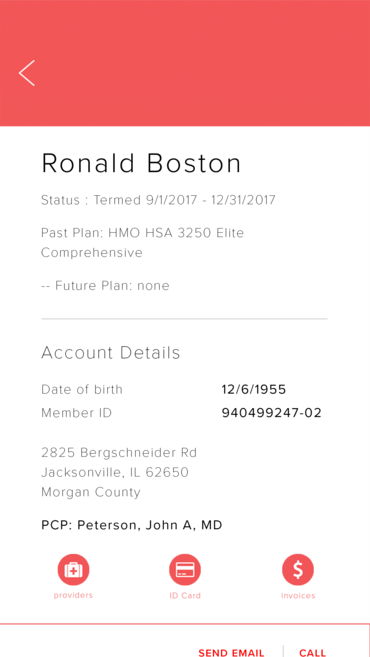 Ronald Boston
Status : Termed 9/1/2017 - 12/31/2017
Past Plan: HMO HSA 3250 Elite
Comprehensive
-- Future Plan: none
Account Details
Date of birth 12/6/1955
Member ID 940499247-02
2825 Bergschneider Rd
Jacksonville, IL 62650
Morgan County
PCP: Peterson, John A, MD
providers ID Card invoices
SEND EMAIL CALL